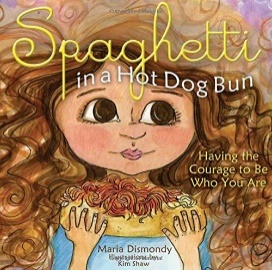 Spaghetti
in a Hot Dog Bun
Having the
Courage to Be
Who You Are
Maria Dismondy
Kim Shaw